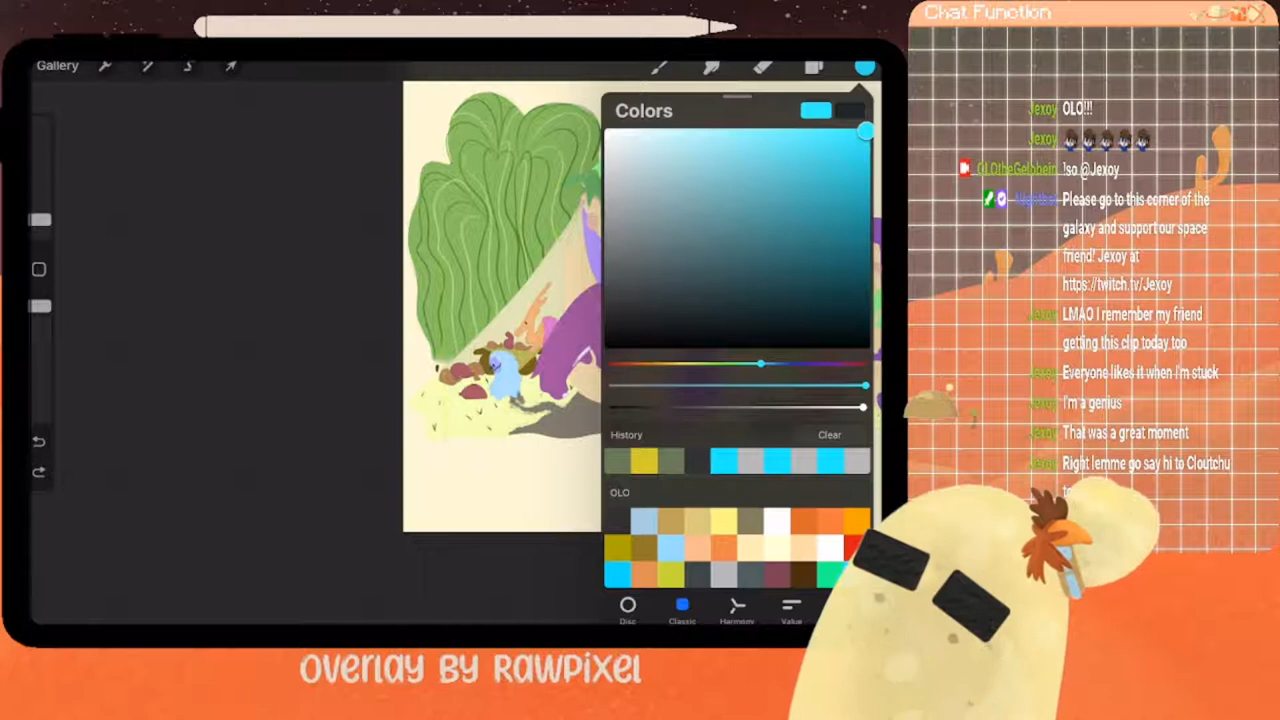 Gallery
Colors
History
Clear
OLO
Disc
Classic
Harmony
Value
Chat Function
Jexoy OLO!!!
Jexoy
OLOtheGelbhein !so @Jexoy
Nightbot Please go to this corner of the
galaxy and support our space
friend! Jexoy at
https://twitch.tv/Jexoy
Jexoy LMAO I remember my friend
getting this clip today too
Jexoy Everyone likes it when I'm stuck
Jexoy I'm a genius
Jexoy That was a great moment
Jexoy Right lemme go say hi to Cloutchu
OVERLAY BY RAWPIXEL